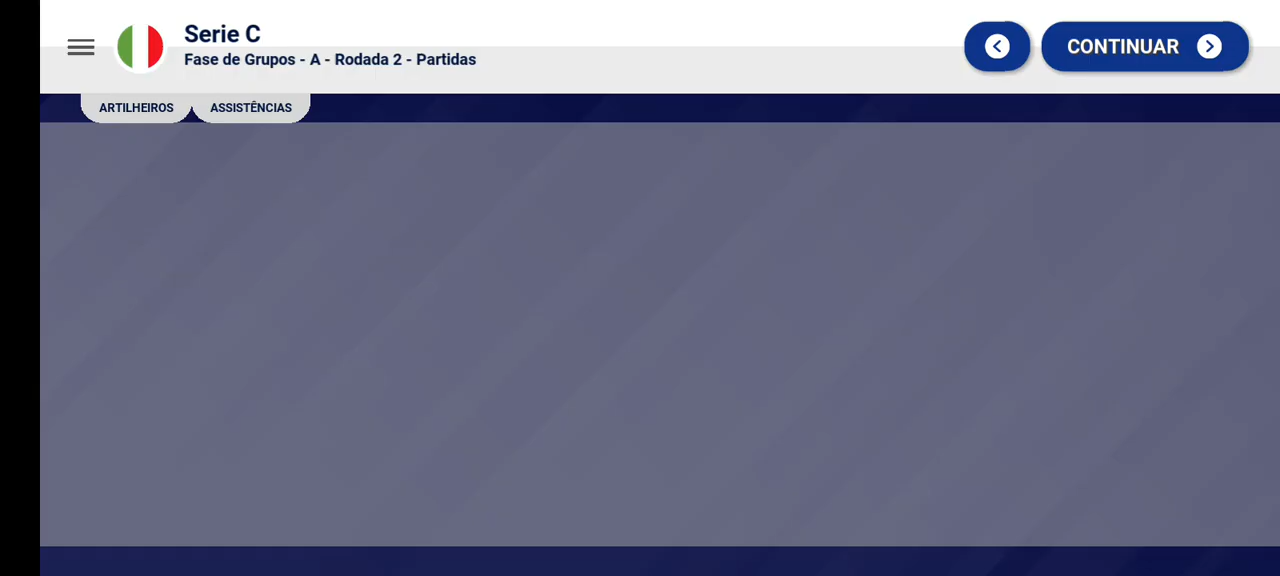 Serie C
Fase de Grupos - A - Rodada 2 - Partidas
CONTINUAR
ARTILHEIROS
ASSISTÊNCIAS